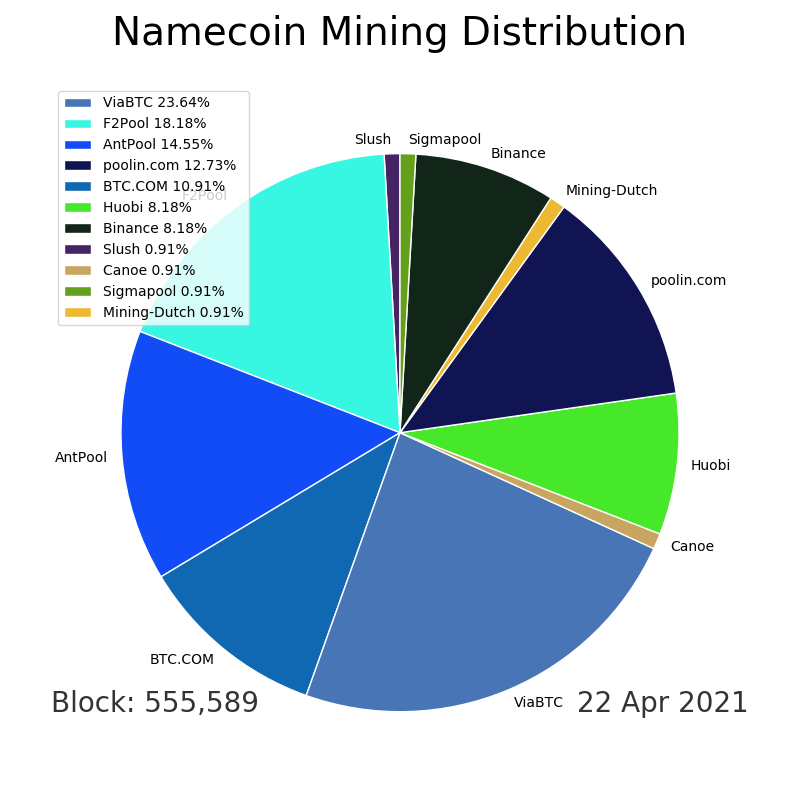 Namecoin Mining Distribution
ViaBTC 23.64%
F2Pool 18.18%
AntPool 14.55%
poolin.com 12.73%
BTC.COM 10.91%
Huobi 8.18%
Binance 8.18%
Slush 0.91%
Canoe 0.91%
Sigmapool 0.91%
Mining-Dutch 0.91%
Slush
Sigmapool
Binance
Mining-Dutch
F2Pool
poolin.com
AntPool
Huobi
Canoe
BTC.COM
ViaBTC
Block: 555,589
22 Apr 2021